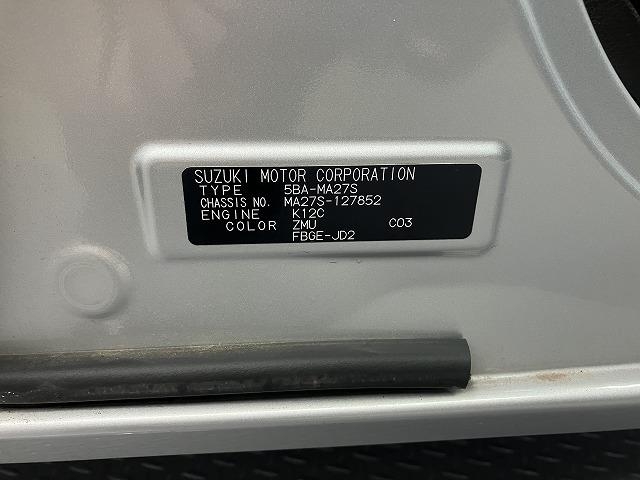 SUZUKI MOTOR CORPORATION
TYPE 5BA-MA27S
CHASSIS NO. MA27S-127852
ENGINE K12C
COLOR ZMU C03
FBGE-JD2